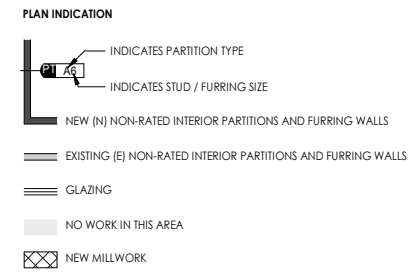 PLAN INDICATION
INDICATES PARTITION TYPE
PT A6
INDICATES STUD / FURRING SIZE
NEW (N) NON-RATED INTERIOR PARTITIONS AND FURRING WALLS
EXISTING (E) NON-RATED INTERIOR PARTITIONS AND FURRING WALLS
GLAZING
NO WORK IN THIS AREA
NEW MILLWORK